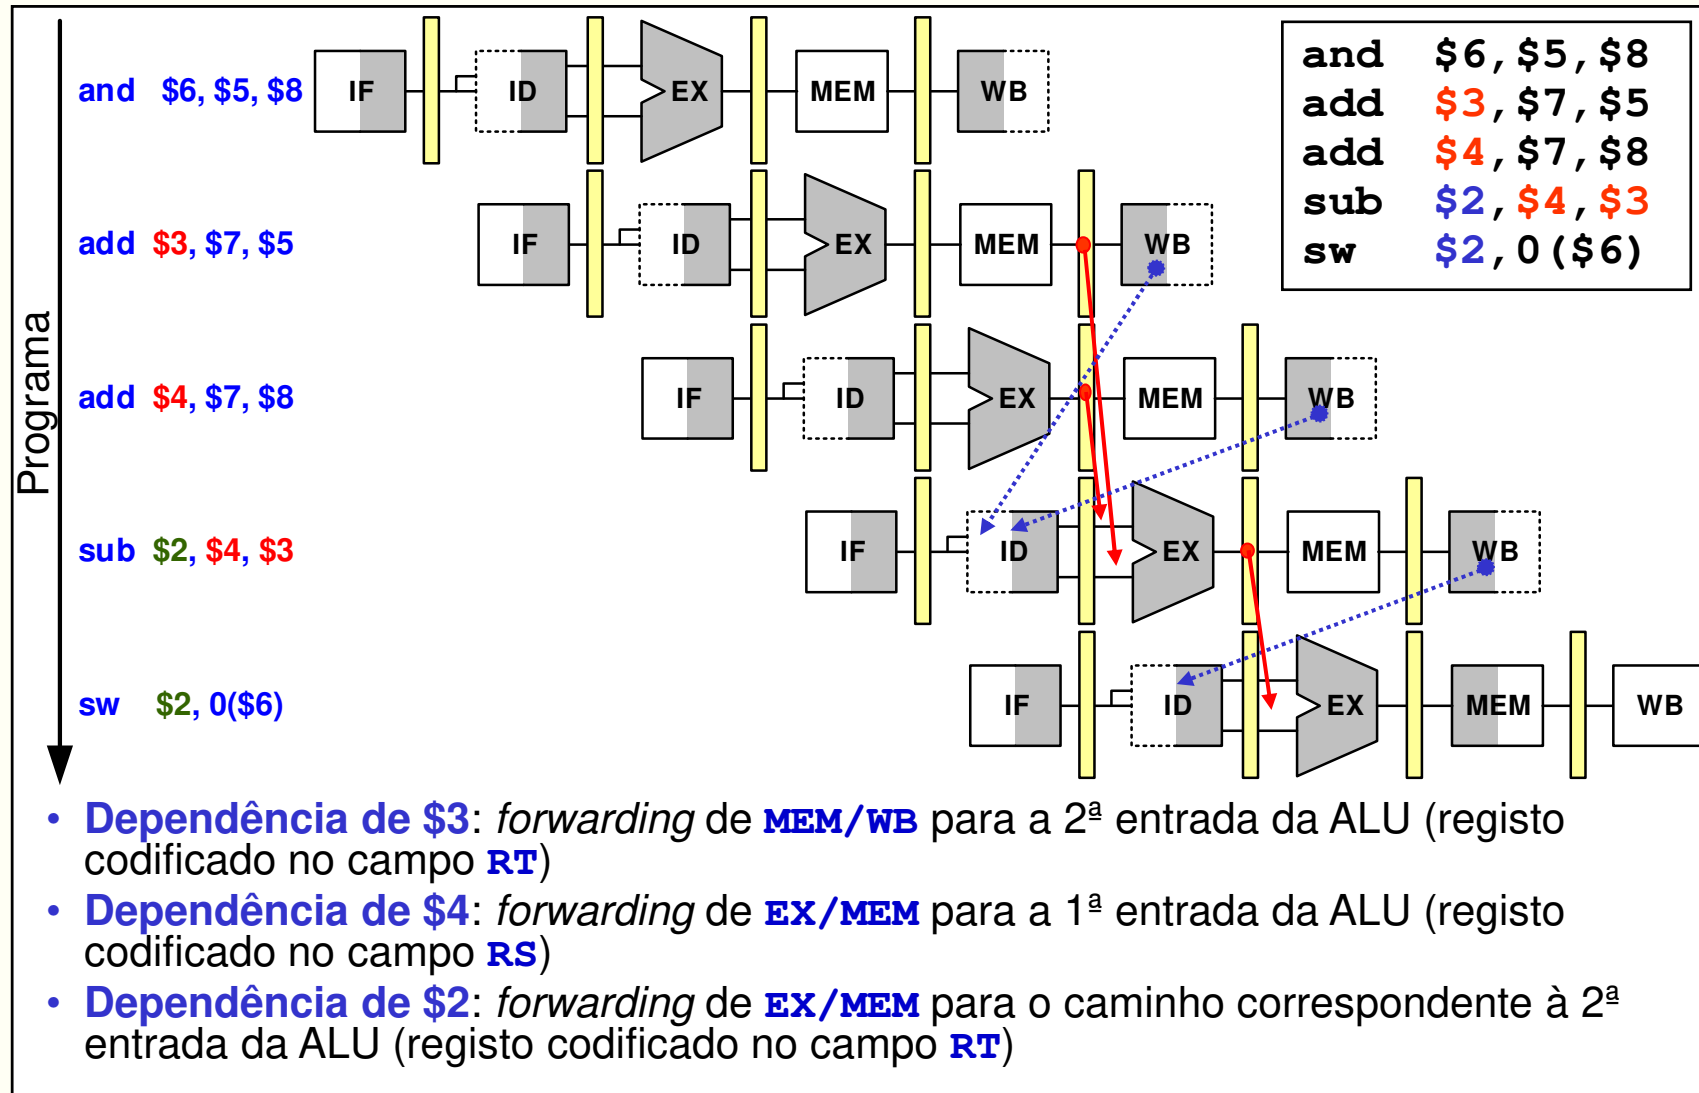 and $6, $5, $8 IF ID EX MEM WB
add $3, $7, $5 IF ID EX MEM WB
add $4, $7, $8 IF ID EX MEM WB
sub $2, $4, $3 IF ID EX MEM WB
sw $2, 0($6) IF ID EX MEM WB
Programa
and $6,$5,$8
add $3,$7,$5
add $4,$7,$8
sub $2,$4,$3
sw $2,0($6)
• Dependência de $3: forwarding de MEM/WB para a 2ª entrada da ALU (registo
codificado no campo RT)
• Dependência de $4: forwarding de EX/MEM para a 1ª entrada da ALU (registo
codificado no campo RS)
• Dependência de $2: forwarding de EX/MEM para o caminho correspondente à 2ª
entrada da ALU (registo codificado no campo RT)